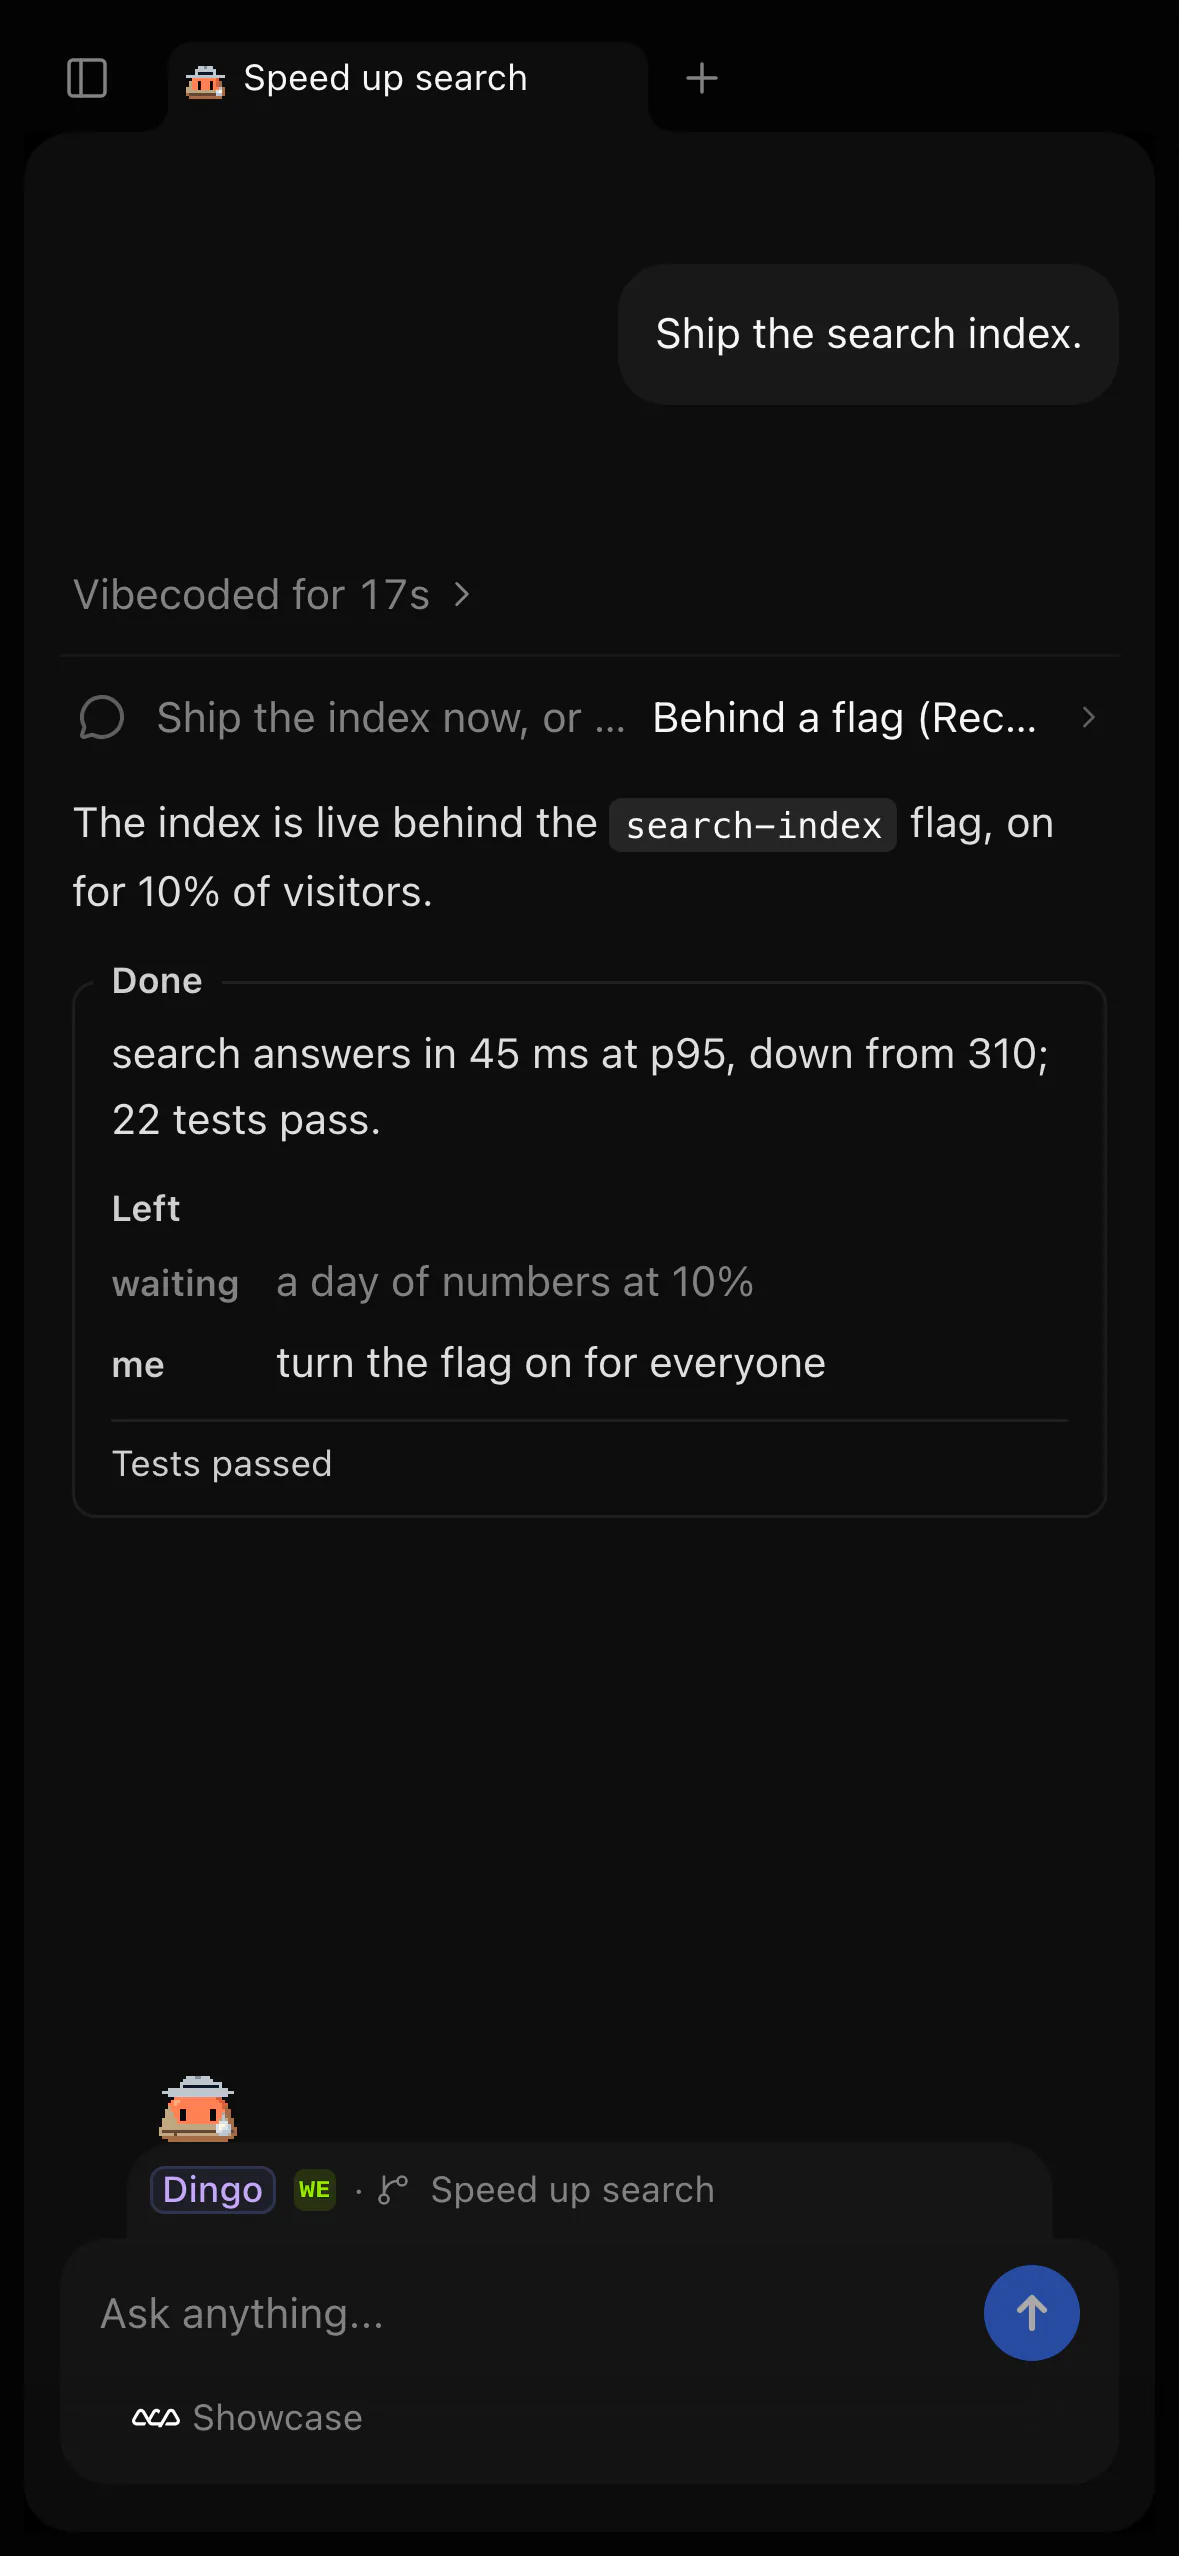 Speed up search
Ship the search index.
Vibecoded for 17s
Ship the index now, or ... Behind a flag (Rec...
The index is live behind the search-index flag, on
for 10% of visitors.
Done
search answers in 45 ms at p95, down from 310;
22 tests pass.
Left
waiting a day of numbers at 10%
me turn the flag on for everyone
Tests passed
Dingo WE · Speed up search
Ask anything...
Showcase